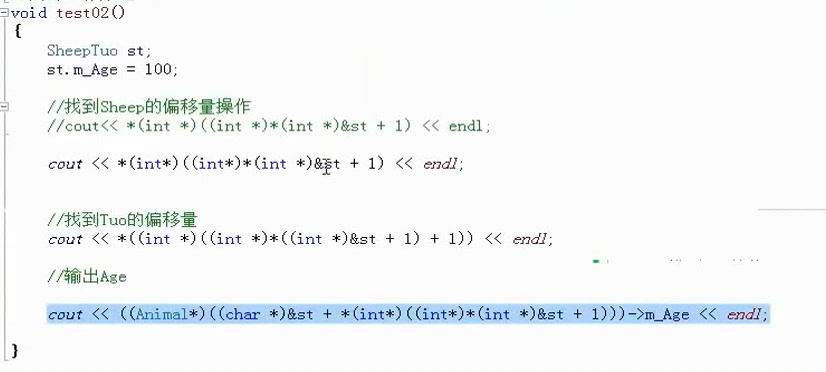 void test02()
{
SheepTuo st;
st.m_Age = 100;
//找到Sheep的偏移量操作
//cout<< *(int *)((int *)*(int *)&st + 1) << endl;
cout << *(int*)((int*)*(int *)&st + 1) << endl;
//找到Tuo的偏移量
cout << *((int *)((int *)*((int *)&st + 1) + 1)) << endl;
//输出Age
cout << ((Animal*)((char *)&st + *(int*)((int*)*(int *)&st + 1)))->m_Age << endl;
}